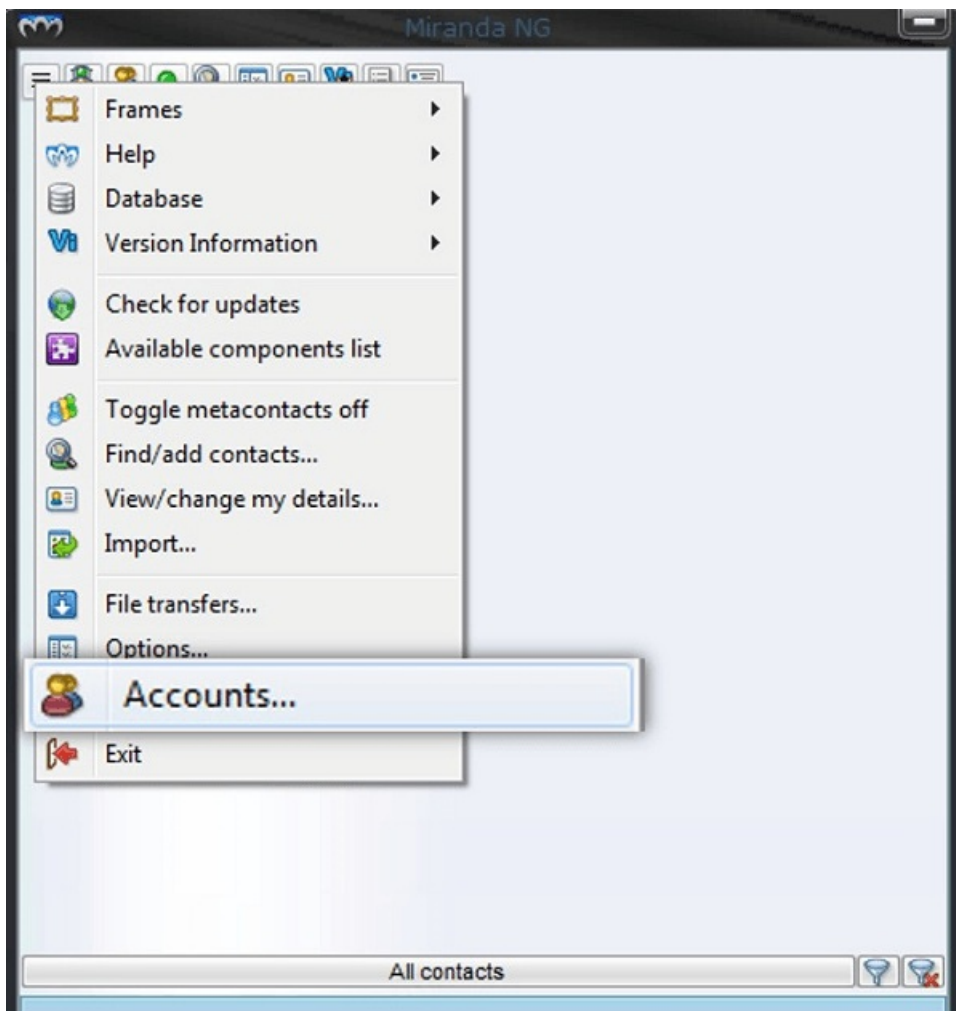 Miranda NG
Frames
Help
Database
Version Information
Check for updates
Available components list
Toggle metacontacts off
Find/add contacts...
View/change my details...
Import...
File transfers...
Options...
Accounts...
Exit
All contacts